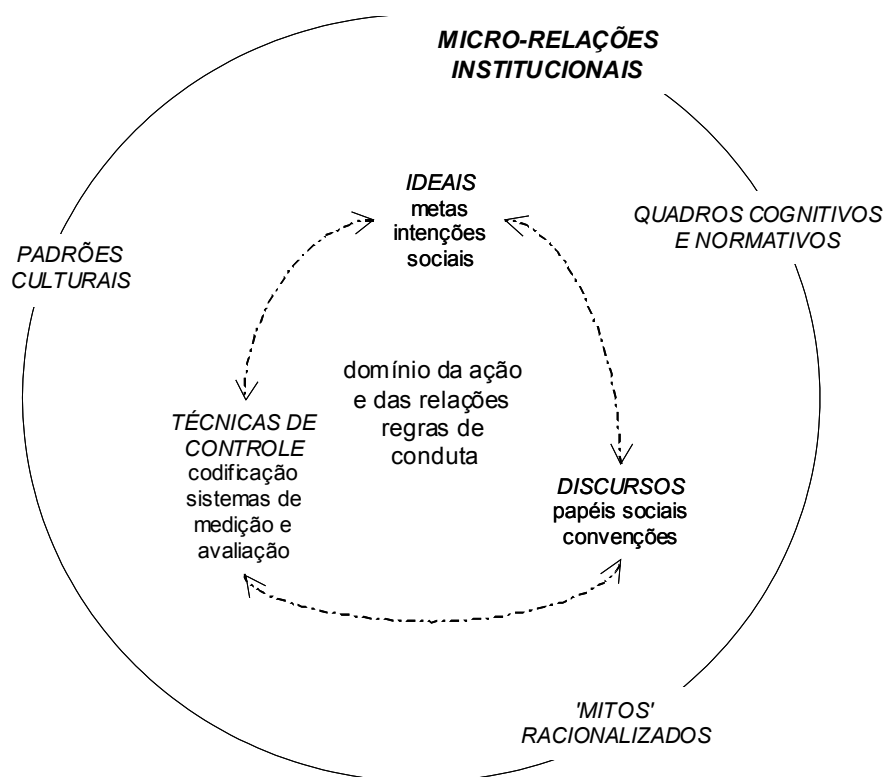 MICRO-RELAÇÕES
INSTITUCIONAIS
IDEAIS
metas
intenções
sociais
QUADROS COGNITIVOS
E NORMATIVOS
PADRÕES
CULTURAIS
domínio da ação
e das relações
regras de
conduta
TÉCNICAS DE
CONTROLE
codificação
sistemas de
medição e
avaliação
DISCURSOS
papéis sociais
convenções
'MITOS'
RACIONALIZADOS